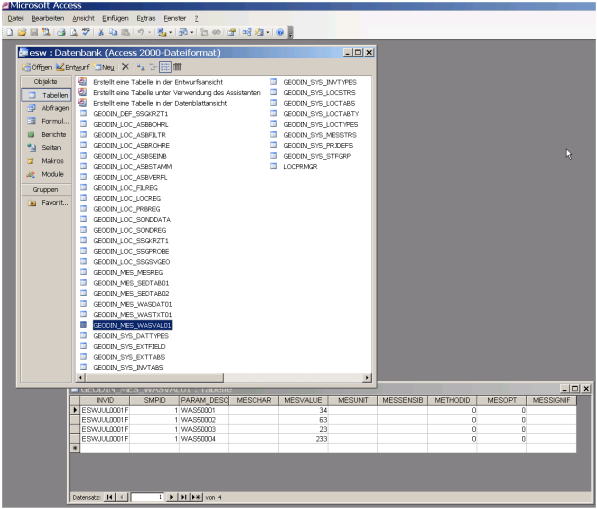 Microsoft Access
Datei Bearbeiten Ansicht Einfügen Extras Fenster ?
esw : Datenbank (Access 2000-Dateiformat)
Öffnen Entwurf Neu
Objekte
Tabellen
Abfragen
Formul...
Berichte
Seiten
Makros
Module
Gruppen
Favorit...
Erstellt eine Tabelle in der Entwurfsansicht
Erstellt eine Tabelle unter Verwendung des Assistenten
Erstellt eine Tabelle in der Datenblattansicht
GEODIN_DEF_SSGKRZT1
GEODIN_LOC_ASBBOHRL
GEODIN_LOC_ASBFILTR
GEODIN_LOC_ASBROHRE
GEODIN_LOC_ASBSEINB
GEODIN_LOC_ASBSTAMM
GEODIN_LOC_ASBVERFL
GEODIN_LOC_FILREG
GEODIN_LOC_LOCREG
GEODIN_LOC_PRBREG
GEODIN_LOC_SONDDATA
GEODIN_LOC_SONDREG
GEODIN_LOC_SSGKRZT1
GEODIN_LOC_SSGPROBE
GEODIN_LOC_SSGSVGEO
GEODIN_MES_MESREG
GEODIN_MES_SEDTAB01
GEODIN_MES_SEDTAB02
GEODIN_MES_WASDAT01
GEODIN_MES_WASTXT01
GEODIN_MES_WASVAL01
GEODIN_SYS_DATTYPES
GEODIN_SYS_EXTFIELD
GEODIN_SYS_EXTTABS
GEODIN_SYS_INVTABS
GEODIN_SYS_INVTYPES
GEODIN_SYS_LOCSTRS
GEODIN_SYS_LOCTABS
GEODIN_SYS_LOCTABTY
GEODIN_SYS_LOCTYPES
GEODIN_SYS_MESSTRS
GEODIN_SYS_PRJDEFS
GEODIN_SYS_STFGRP
LOCPRMGR
GEODIN_MES_WASVAL01 : Tabelle
INVID SMPID PARAM_DESC MESCHAR MESVALUE MESUNIT MESSENSIB METHODID MESOPT MESSIGNIF
ESWJUL0001F 1 WAS50001 34 0 0
ESWJUL0001F 1 WAS50002 63 0 0
ESWJUL0001F 1 WAS50003 23 0 0
ESWJUL0001F 1 WAS50004 233 0 0
Datensatz: 1 von 4